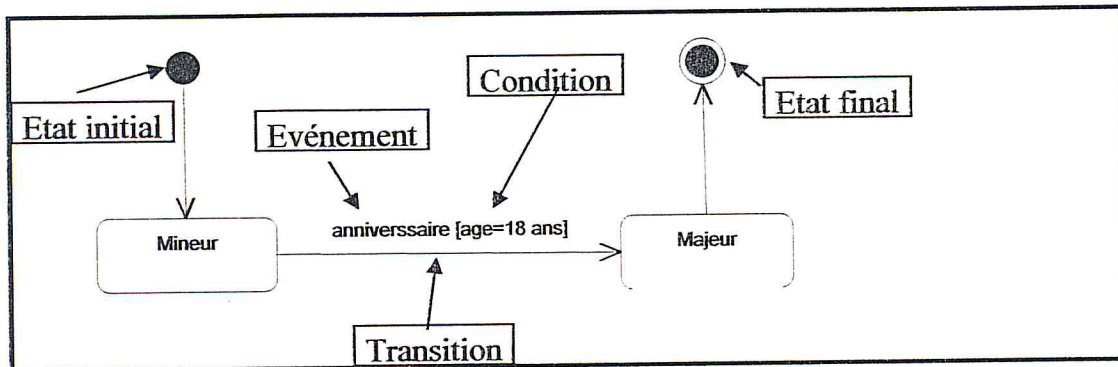 Condition
Etat initial
Etat final
Evénement
anniverssaire [age=18 ans]
Mineur
Majeur
Transition